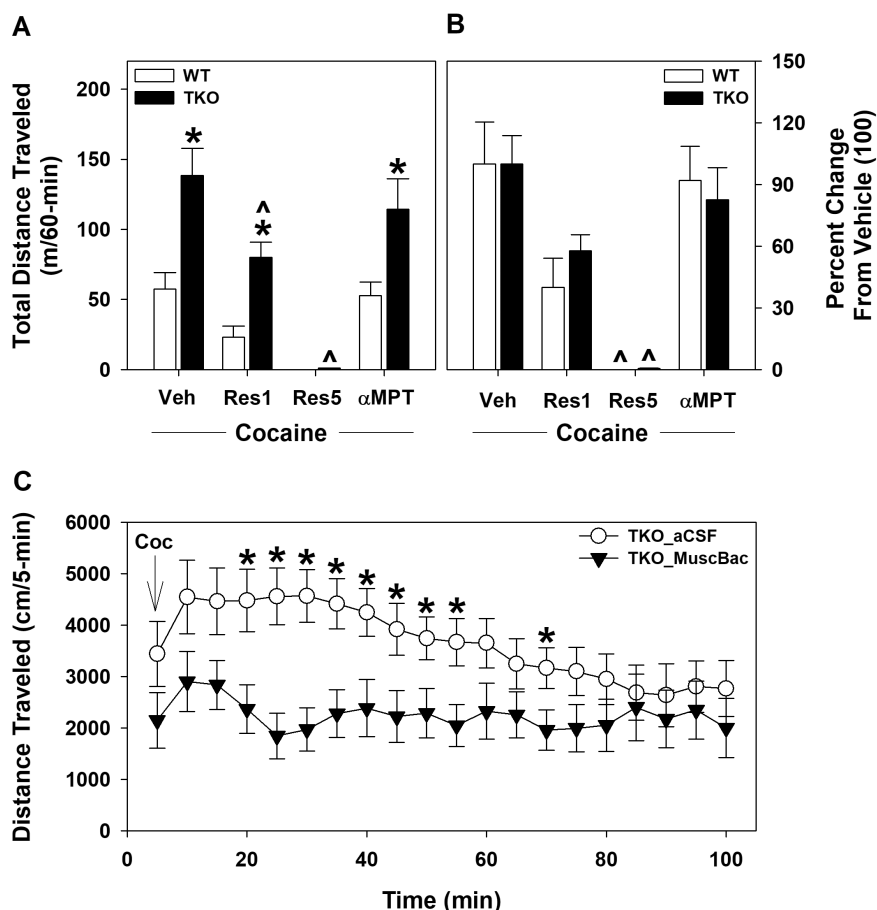 A
B
Total Distance Traveled
(m/60-min)
200
150
100
50
0
WT
TKO
*
^
*
^
*
Veh
Res1
Res5
αMPT
Cocaine
WT
TKO
^
^
Veh
Res1
Res5
αMPT
Cocaine
150
120
90
60
30
0
Percent Change
From Vehicle (100)
C
Distance Traveled (cm/5-min)
6000
5000
4000
3000
2000
1000
0
Coc
* * * * * * * * *
TKO_aCSF
TKO_MuscBac
0 20 40 60 80 100
Time (min)